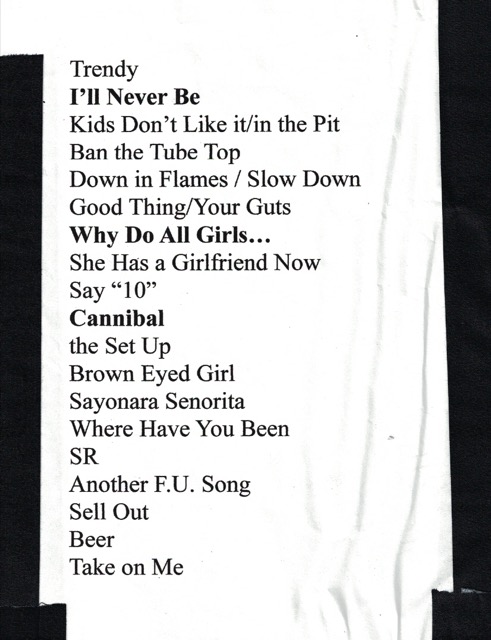 Trendy
I'll Never Be
Kids Don't Like it/in the Pit
Ban the Tube Top
Down in Flames / Slow Down
Good Thing/Your Guts
Why Do All Girls…
She Has a Girlfriend Now
Say “10”
Cannibal
the Set Up
Brown Eyed Girl
Sayonara Senorita
Where Have You Been
SR
Another F.U. Song
Sell Out
Beer
Take on Me